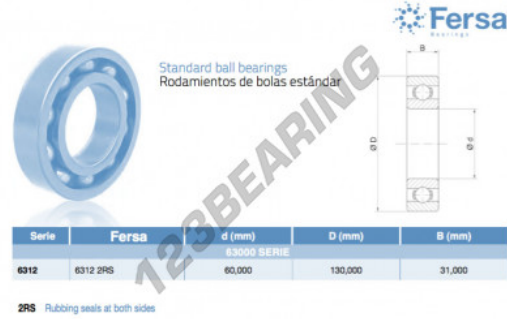 Fersa
Bearings
Standard ball bearings
Rodamientos de bolas estándar
B
Ø D
Ø d
123BEARING
Serie Fersa d (mm) D (mm) B (mm)
63000 SERIE
6312 6312 2RS 60,000 130,000 31,000
2RS Rubbing seals at both sides